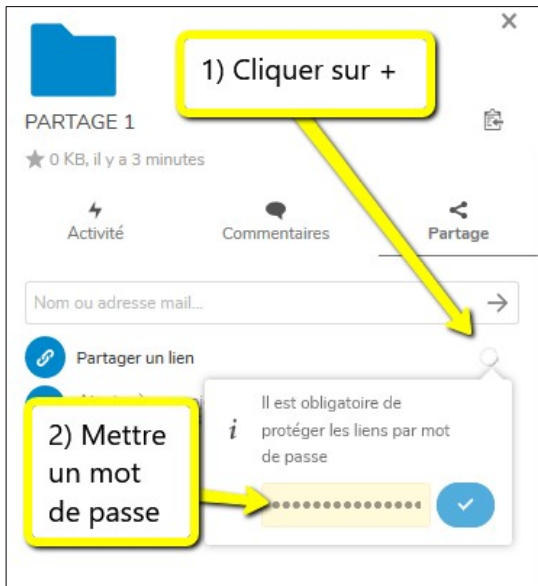 1) Cliquer sur +
PARTAGE 1
0 KB, il y a 3 minutes
Activité
Commentaires
Partage
Nom ou adresse mail...
Partager un lien
Il est obligatoire de
protéger les liens par mot
de passe
2) Mettre
un mot
de passe